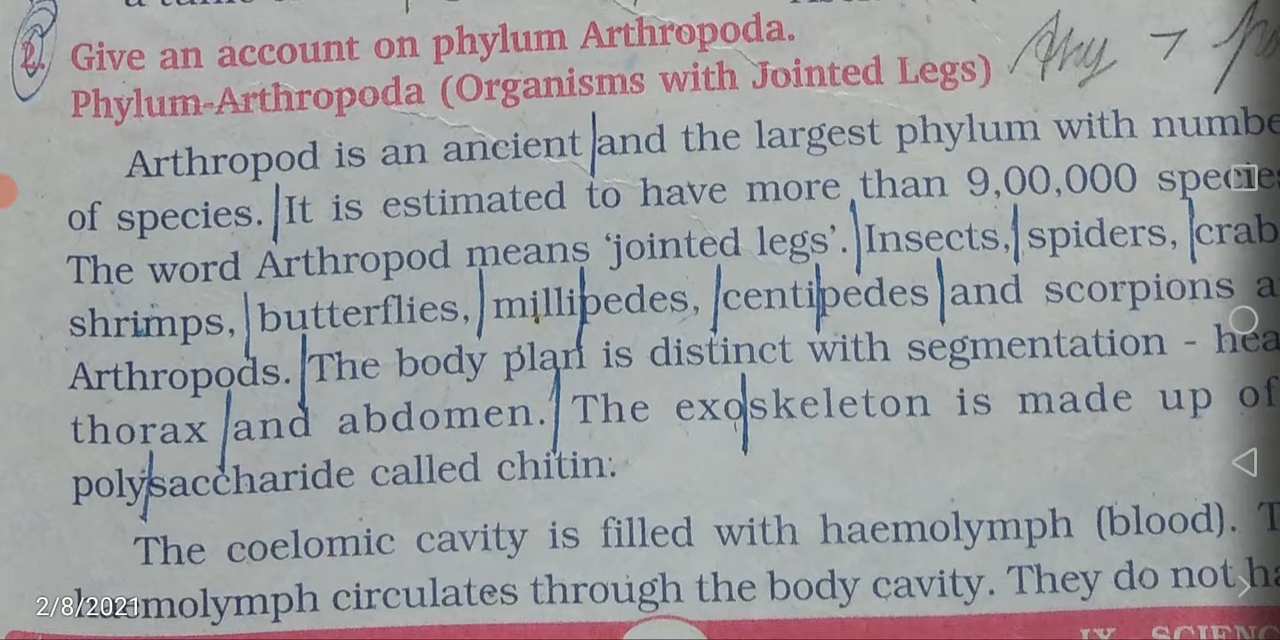 2. Give an account on phylum Arthropoda.
Phylum-Arthropoda (Organisms with Jointed Legs)
Arthropod is an ancient and the largest phylum with numbe
of species. It is estimated to have more than 9,00,000 specie
The word Arthropod means ‘jointed legs’. Insects, spiders, crab
shrimps, butterflies, millipedes, centipedes and scorpions a
Arthropods. The body plan is distinct with segmentation - hea
thorax and abdomen. The exoskeleton is made up of
polysaccharide called chitin.
The coelomic cavity is filled with haemolymph (blood). T
haemolymph circulates through the body cavity. They do not ha
2/8/2021
IX SCIENC